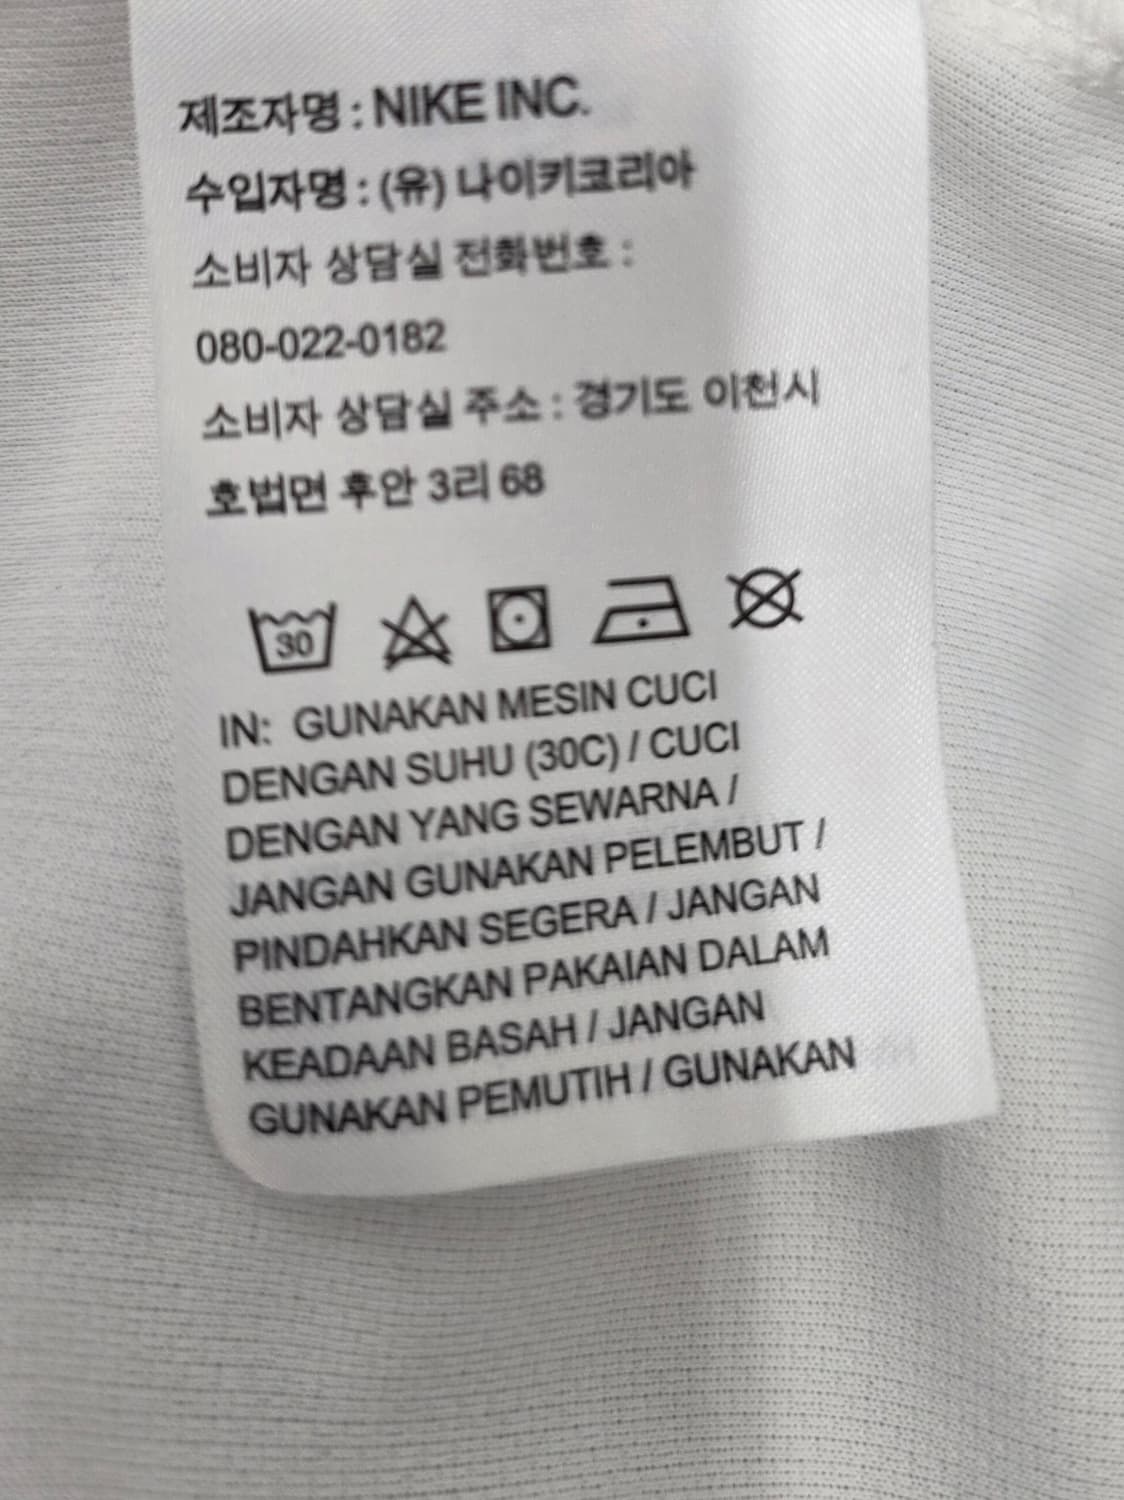 제조자명 : NIKE INC.
수입자명 : (유) 나이키코리아
소비자 상담실 전화번호 :
080-022-0182
소비자 상담실 주소 : 경기도 이천시
호법면 후안 3리 68
30
IN: GUNAKAN MESIN CUCI
DENGAN SUHU (30C) / CUCI
DENGAN YANG SEWARNA /
JANGAN GUNAKAN PELEMBUT /
PINDAHKAN SEGERA / JANGAN
BENTANGKAN PAKAIAN DALAM
KEADAAN BASAH / JANGAN
GUNAKAN PEMUTIH / GUNAKAN